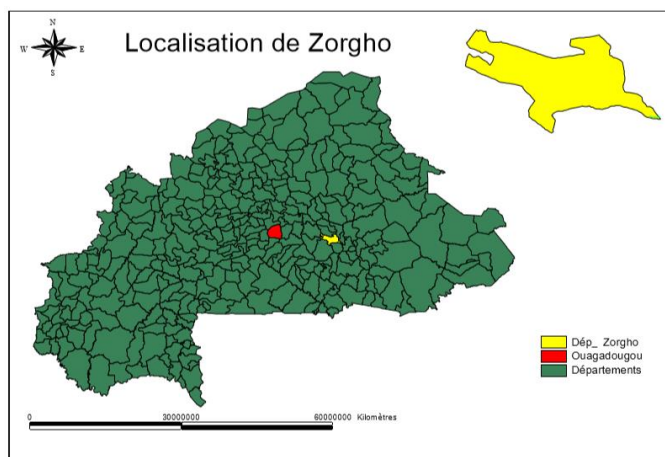 N
W E
S
Localisation de Zorgho
Dép_ Zorgho
Ouagadougou
Départements
0 30000000 60000000 Kilomètres